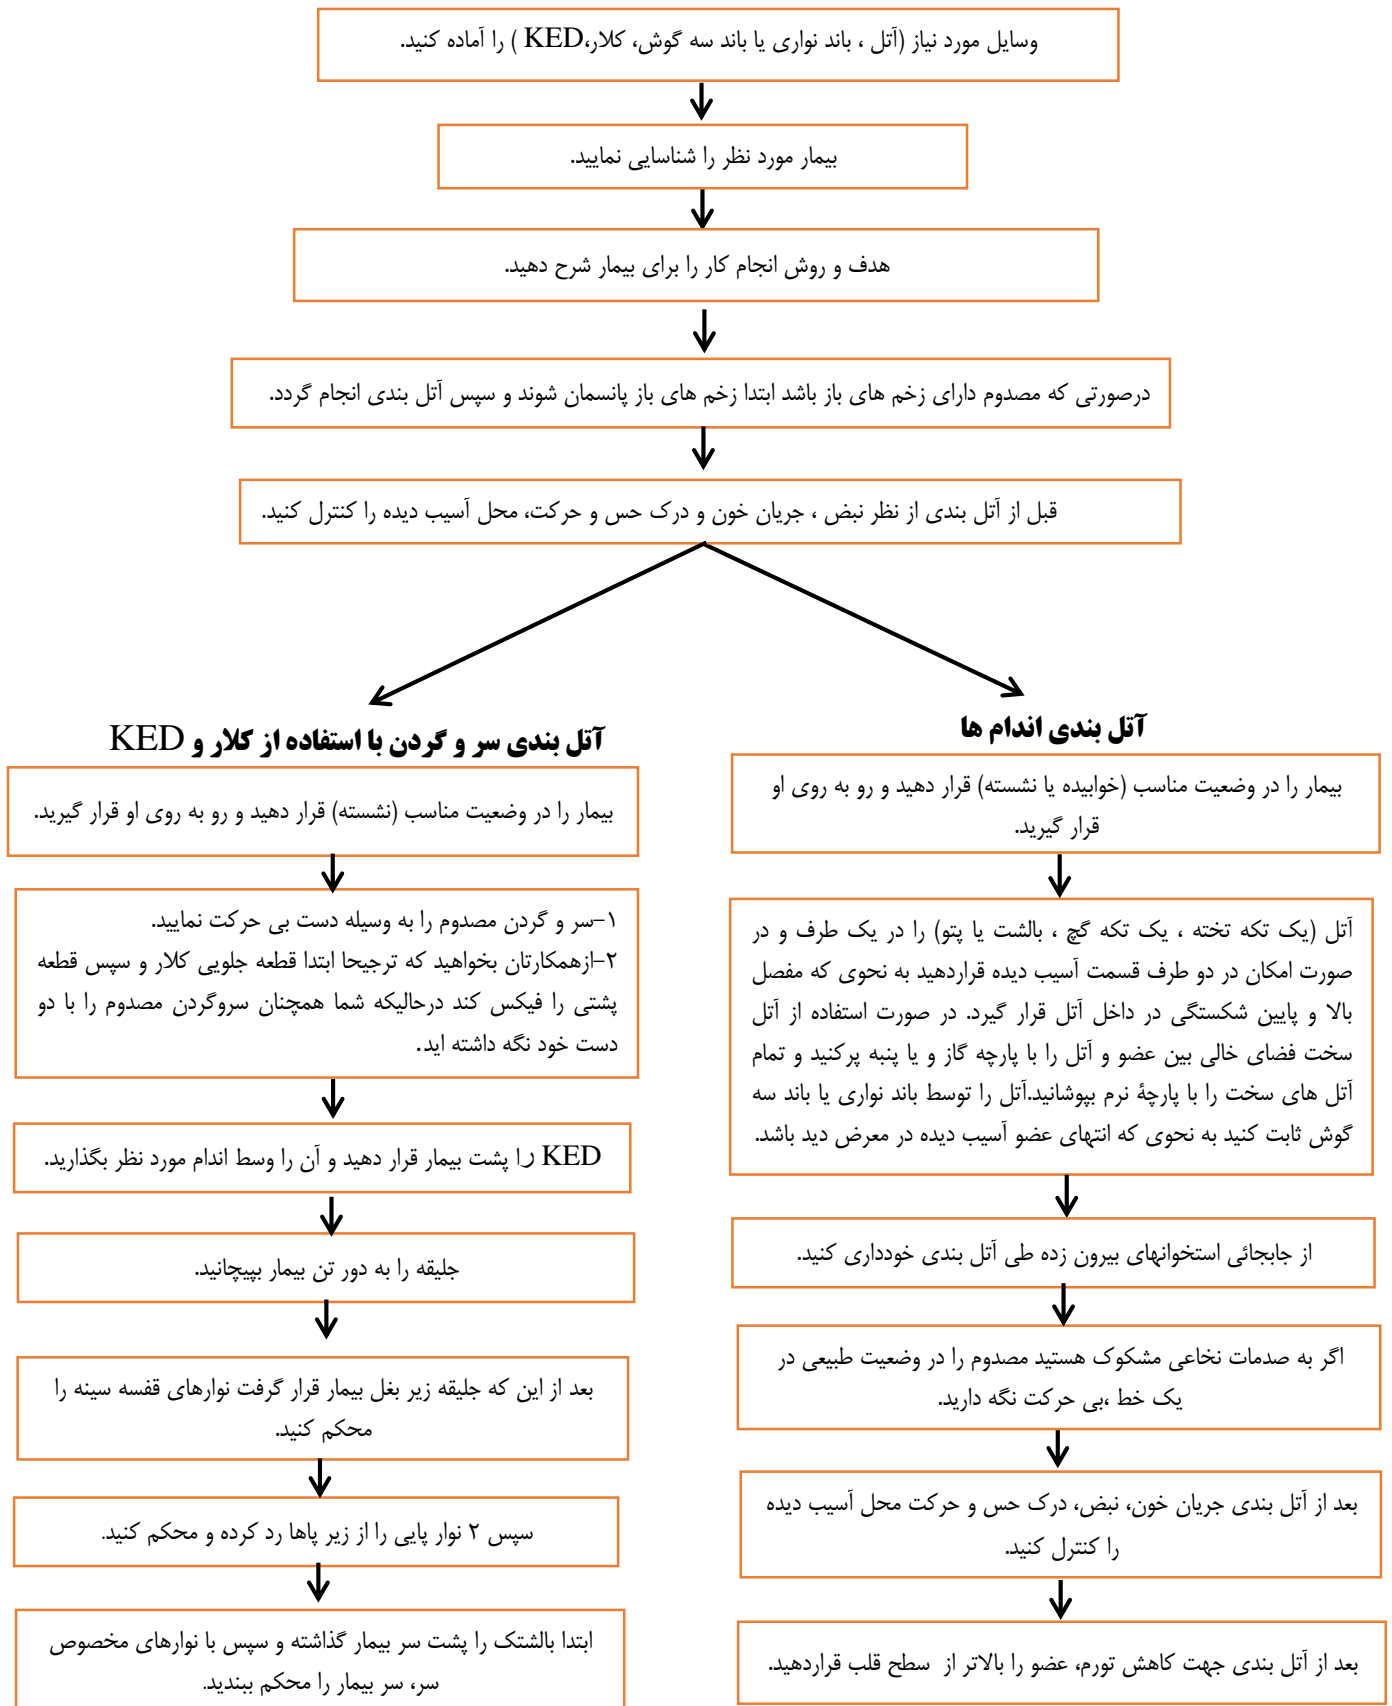 وسایل مورد نیاز (آتل ، باند نواری یا باند سه گوش، کلار،KED ) را آماده کنید.
بیمار مورد نظر را شناسایی نمایید.
هدف و روش انجام کار را برای بیمار شرح دهید.
درصورتی که مصدوم دارای زخم های باز باشد ابتدا زخم های باز پانسمان شوند و سپس آتل بندی انجام گردد.
قبل از آتل بندی از نظر نبض ، جریان خون و درک حس و حرکت، محل آسیب دیده را کنترل کنید.
آتل بندی اندام ها
بیمار را در وضعیت مناسب (خوابیده یا نشسته) قرار دهید و رو به روی او
قرار گیرید.
آتل (یک تکه تخته ، یک تکه گچ ، بالشت یا پتو) را در یک طرف و در
صورت امکان در دو طرف قسمت آسیب دیده قراردهید به نحوی که مفصل
بالا و پایین شکستگی در داخل آتل قرار گیرد. در صورت استفاده از آتل
سخت فضای خالی بین عضو و آتل را با پارچه گاز و یا پنبه پرکنید و تمام
آتل های سخت را با پارچۀ نرم بپوشانید.آتل را توسط باند نواری یا باند سه
گوش ثابت کنید به نحوی که انتهای عضو آسیب دیده در معرض دید باشد.
از جابجائی استخوانهای بیرون زده طی آتل بندی خودداری کنید.
اگر به صدمات نخاعی مشکوک هستید مصدوم را در وضعیت طبیعی در
یک خط ،بی حرکت نگه دارید.
بعد از آتل بندی جریان خون، نبض، درک حس و حرکت محل آسیب دیده
را کنترل کنید.
بعد از آتل بندی جهت کاهش تورم، عضو را بالاتر از سطح قلب قراردهید.
آتل بندی سر و گردن با استفاده از کلار و KED
بیمار را در وضعیت مناسب (نشسته) قرار دهید و رو به روی او قرار گیرید.
۱-سر و گردن مصدوم را به وسیله دست بی حرکت نمایید.
۲-ازهمکارتان بخواهید که ترجیحا ابتدا قطعه جلویی کلار و سپس قطعه
پشتی را فیکس کند درحالیکه شما همچنان سروگردن مصدوم را با دو
دست خود نگه داشته اید.
KED را پشت بیمار قرار دهید و آن را وسط اندام مورد نظر بگذارید.
جلیقه را به دور تن بیمار بپیچانید.
بعد از این که جلیقه زیر بغل بیمار قرار گرفت نوارهای قفسه سینه را
محکم کنید.
سپس ۲ نوار پایی را از زیر پاها رد کرده و محکم کنید.
ابتدا بالشتک را پشت سر بیمار گذاشته و سپس با نوارهای مخصوص
سر، سر بیمار را محکم ببندید.